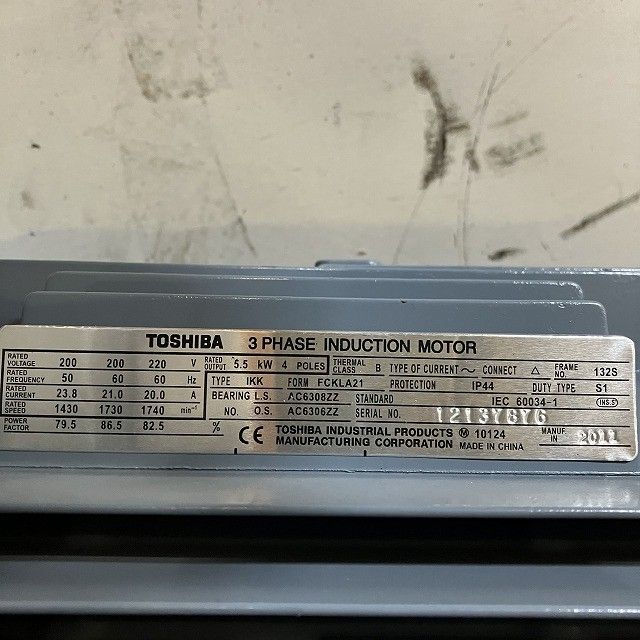 TOSHIBA 3 PHASE INDUCTION MOTOR
RATED VOLTAGE 200 200 220 V RATED OUTPUT 5.5 kW 4 POLES THERMAL CLASS B TYPE OF CURRENT ~ CONNECT △ FRAME NO. 132S
RATED FREQUENCY 50 60 60 Hz TYPE IKK FORM FCKLA21 PROTECTION IP44 DUTY TYPE S1
RATED CURRENT 23.8 21.0 20.0 A BEARING L.S. AC6308ZZ STANDARD IEC 60034-1 (INS.5)
RATED SPEED 1430 1730 1740 min⁻¹ NO. O.S. AC6306ZZ SERIAL NO. 12137676
POWER FACTOR 79.5 86.5 82.5 % CE TOSHIBA INDUSTRIAL PRODUCTS Ⓜ 10124 MANUF. IN 2011
MANUFACTURING CORPORATION MADE IN CHINA